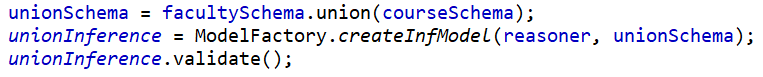 unionSchema = facultySchema.union(courseSchema);
unionInference = ModelFactory.createInfModel(reasoner, unionSchema);
unionInference.validate();